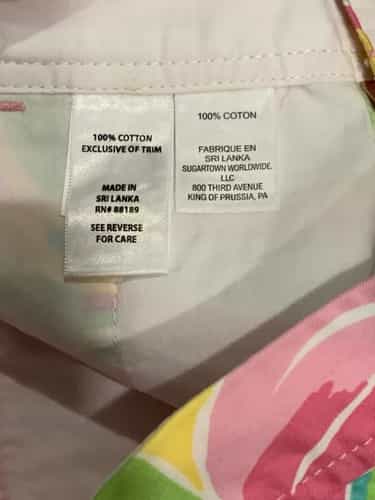 100% COTTON
EXCLUSIVE OF TRIM
MADE IN
SRI LANKA
RN# 88189
SEE REVERSE
FOR CARE
100% COTON
FABRIQUE EN
SRI LANKA
SUGARTOWN WORLDWIDE,
LLC
800 THIRD AVENUE
KING OF PRUSSIA, PA